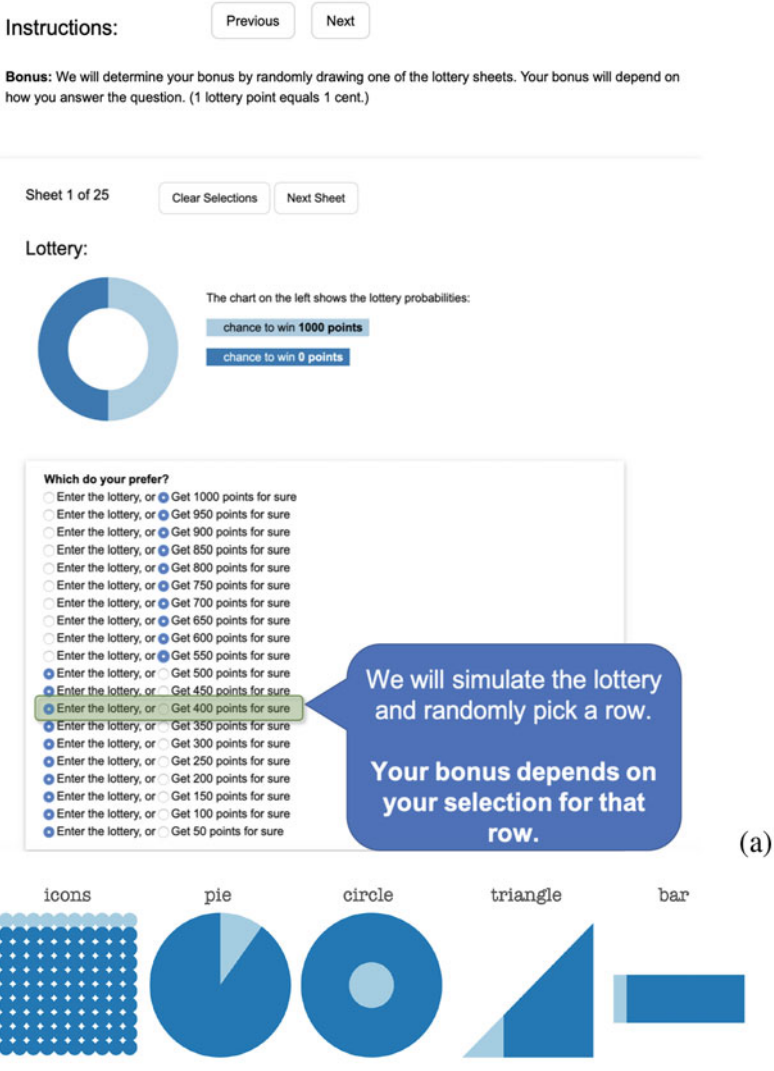 Instructions:
Previous
Next
Bonus: We will determine your bonus by randomly drawing one of the lottery sheets. Your bonus will depend on
how you answer the question. (1 lottery point equals 1 cent.)
Sheet 1 of 25
Clear Selections
Next Sheet
Lottery:
The chart on the left shows the lottery probabilities:
chance to win 1000 points
chance to win 0 points
Which do your prefer?
Enter the lottery, or Get 1000 points for sure
Enter the lottery, or Get 950 points for sure
Enter the lottery, or Get 900 points for sure
Enter the lottery, or Get 850 points for sure
Enter the lottery, or Get 800 points for sure
Enter the lottery, or Get 750 points for sure
Enter the lottery, or Get 700 points for sure
Enter the lottery, or Get 650 points for sure
Enter the lottery, or Get 600 points for sure
Enter the lottery, or Get 550 points for sure
Enter the lottery, or Get 500 points for sure
Enter the lottery, or Get 450 points for sure
Enter the lottery, or Get 400 points for sure
Enter the lottery, or Get 350 points for sure
Enter the lottery, or Get 300 points for sure
Enter the lottery, or Get 250 points for sure
Enter the lottery, or Get 200 points for sure
Enter the lottery, or Get 150 points for sure
Enter the lottery, or Get 100 points for sure
Enter the lottery, or Get 50 points for sure
We will simulate the lottery
and randomly pick a row.
Your bonus depends on
your selection for that
row.
(a)
icons
pie
circle
triangle
bar